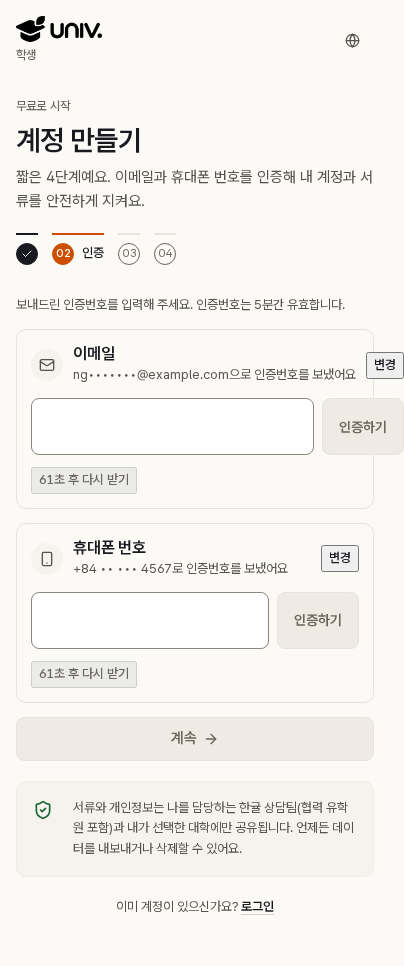 univ.
학생
무료로 시작
계정 만들기
짧은 4단계예요. 이메일과 휴대폰 번호를 인증해 내 계정과 서
류를 안전하게 지켜요.
02 인증 03 04
보내드린 인증번호를 입력해 주세요. 인증번호는 5분간 유효합니다.
이메일
ng•••••••@example.com으로 인증번호를 보냈어요
변경
인증하기
61초 후 다시 받기
휴대폰 번호
+84 •• ••• 4567로 인증번호를 보냈어요
변경
인증하기
61초 후 다시 받기
계속 →
서류와 개인정보는 나를 담당하는 한귤 상담팀(협력 유학
원 포함)과 내가 선택한 대학에만 공유됩니다. 언제든 데이
터를 내보내거나 삭제할 수 있어요.
이미 계정이 있으신가요? 로그인